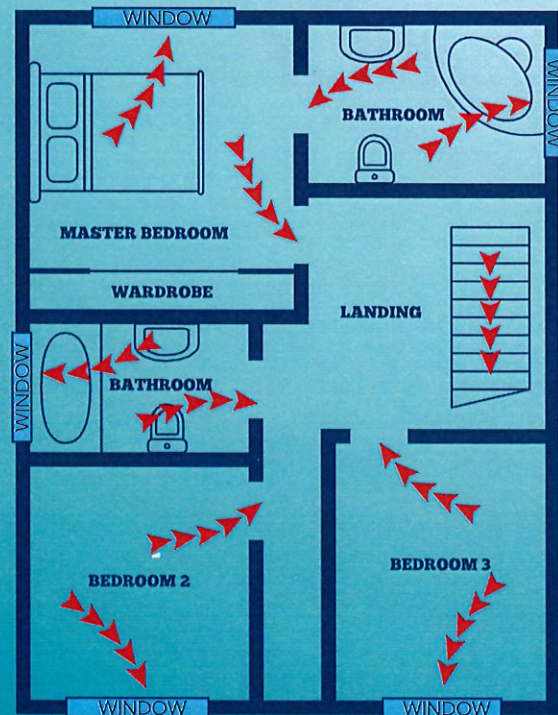 WINDOW
WINDOW
BATHROOM
MASTER BEDROOM
WARDROBE
LANDING
WINDOW
BATHROOM
BEDROOM 3
BEDROOM 2
WINDOW
WINDOW